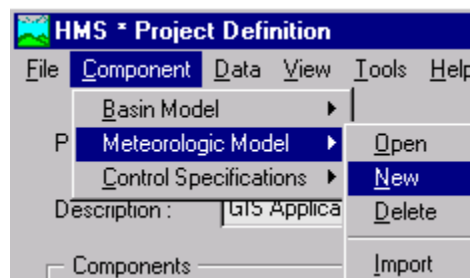 HMS * Project Definition
File Component Data View Tools Help
Basin Model
P Meteorologic Model Open
Control Specifications New
Description : GIS Applica Delete
Components Import